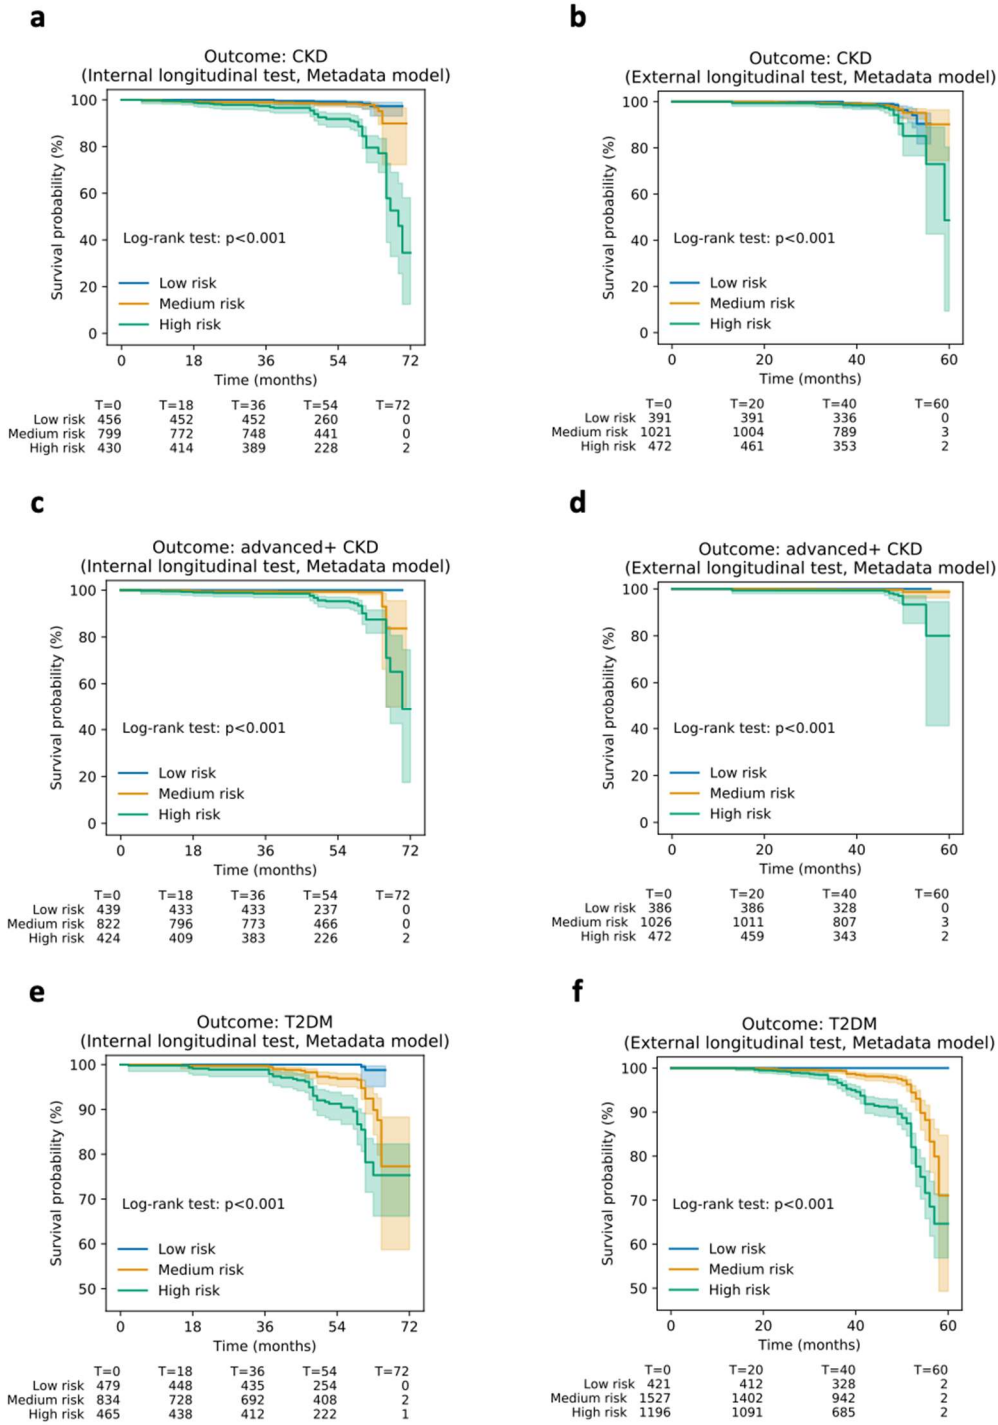 a
Outcome: CKD
(Internal longitudinal test, Metadata model)
Survival probability (%)
100
80
60
40
20
0
Log-rank test: p<0.001
Low risk
Medium risk
High risk
0 18 36 54 72
Time (months)
T=0 T=18 T=36 T=54 T=72
Low risk 456 452 452 260 0
Medium risk 799 772 748 441 0
High risk 430 414 389 228 2
b
Outcome: CKD
(External longitudinal test, Metadata model)
Survival probability (%)
100
80
60
40
20
0
Log-rank test: p<0.001
Low risk
Medium risk
High risk
0 20 40 60
Time (months)
T=0 T=20 T=40 T=60
Low risk 391 391 336 0
Medium risk 1021 1004 789 3
High risk 472 461 353 2
c
Outcome: advanced+ CKD
(Internal longitudinal test, Metadata model)
Survival probability (%)
100
80
60
40
20
0
Log-rank test: p<0.001
Low risk
Medium risk
High risk
0 18 36 54 72
Time (months)
T=0 T=18 T=36 T=54 T=72
Low risk 439 433 433 237 0
Medium risk 822 796 773 466 0
High risk 424 409 383 226 2
d
Outcome: advanced+ CKD
(External longitudinal test, Metadata model)
Survival probability (%)
100
80
60
40
20
0
Log-rank test: p<0.001
Low risk
Medium risk
High risk
0 20 40 60
Time (months)
T=0 T=20 T=40 T=60
Low risk 386 386 328 0
Medium risk 1026 1011 807 3
High risk 472 459 343 2
e
Outcome: T2DM
(Internal longitudinal test, Metadata model)
Survival probability (%)
100
90
80
70
60
50
Log-rank test: p<0.001
Low risk
Medium risk
High risk
0 18 36 54 72
Time (months)
T=0 T=18 T=36 T=54 T=72
Low risk 479 448 435 254 0
Medium risk 834 728 692 408 2
High risk 465 438 412 222 1
f
Outcome: T2DM
(External longitudinal test, Metadata model)
Survival probability (%)
100
90
80
70
60
50
Log-rank test: p<0.001
Low risk
Medium risk
High risk
0 20 40 60
Time (months)
T=0 T=20 T=40 T=60
Low risk 421 412 328 2
Medium risk 1527 1402 942 2
High risk 1196 1091 685 2